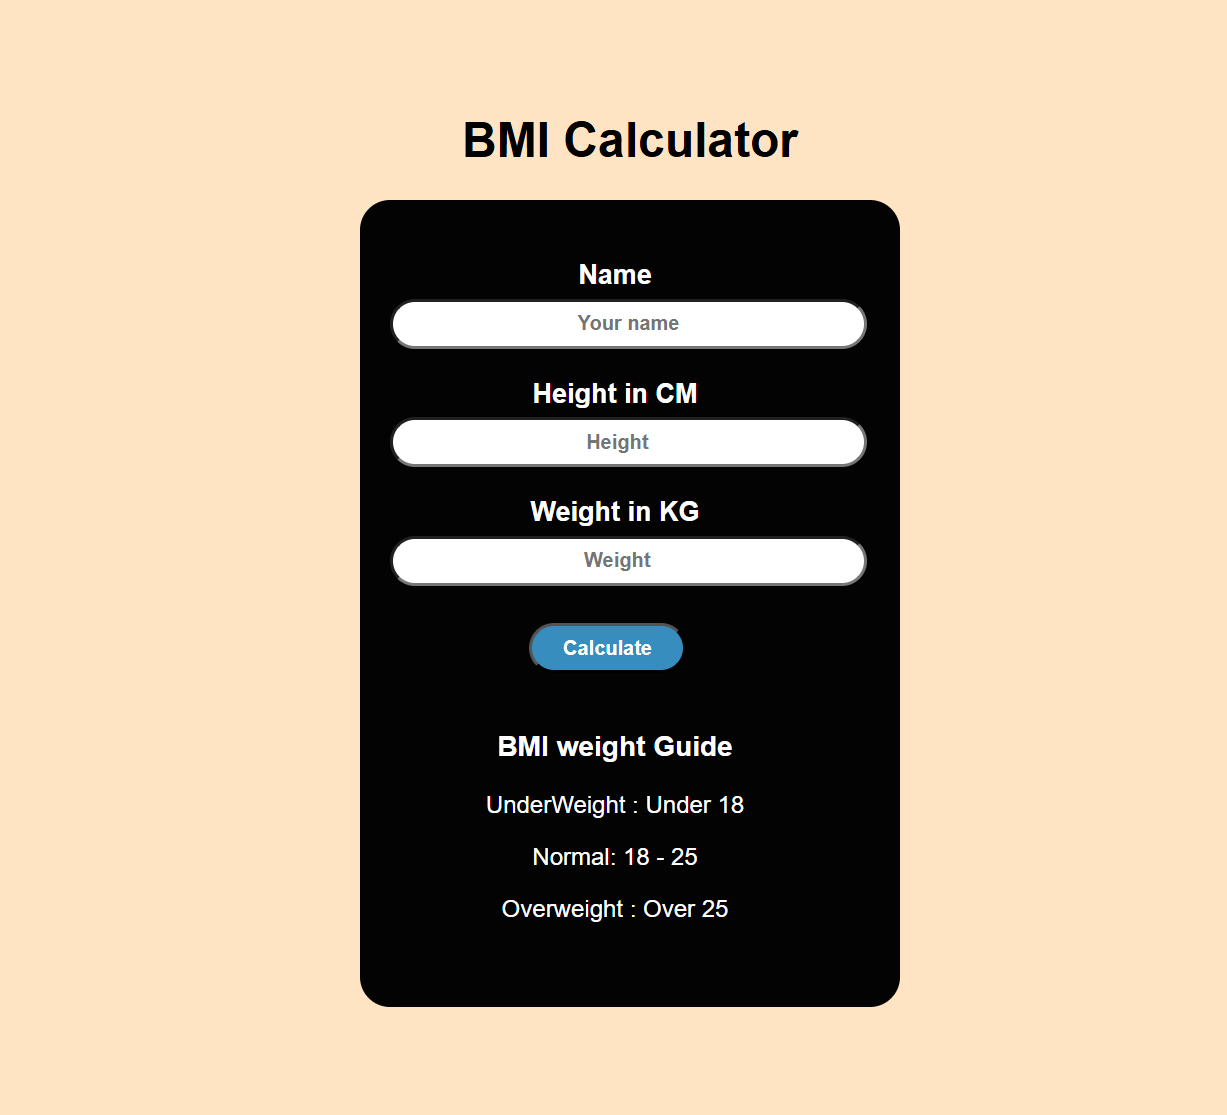 BMI Calculator
Name
Your name
Height in CM
Height
Weight in KG
Weight
Calculate
BMI weight Guide
UnderWeight : Under 18
Normal: 18 - 25
Overweight : Over 25